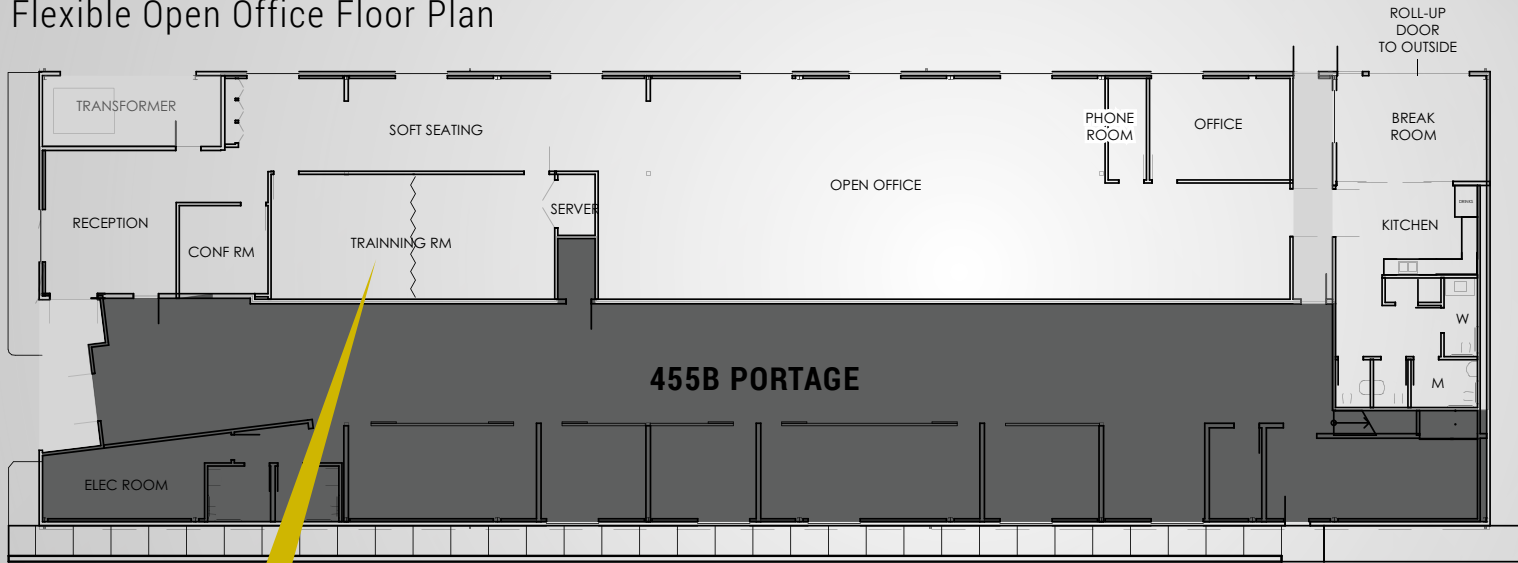 Flexible Open Office Floor Plan
ROLL-UP
DOOR
TO OUTSIDE
TRANSFORMER
SOFT SEATING
PHONE
ROOM
OFFICE
BREAK
ROOM
OPEN OFFICE
RECEPTION
CONF RM
TRAINNING RM
SERVER
KITCHEN
W
455B PORTAGE
M
ELEC ROOM